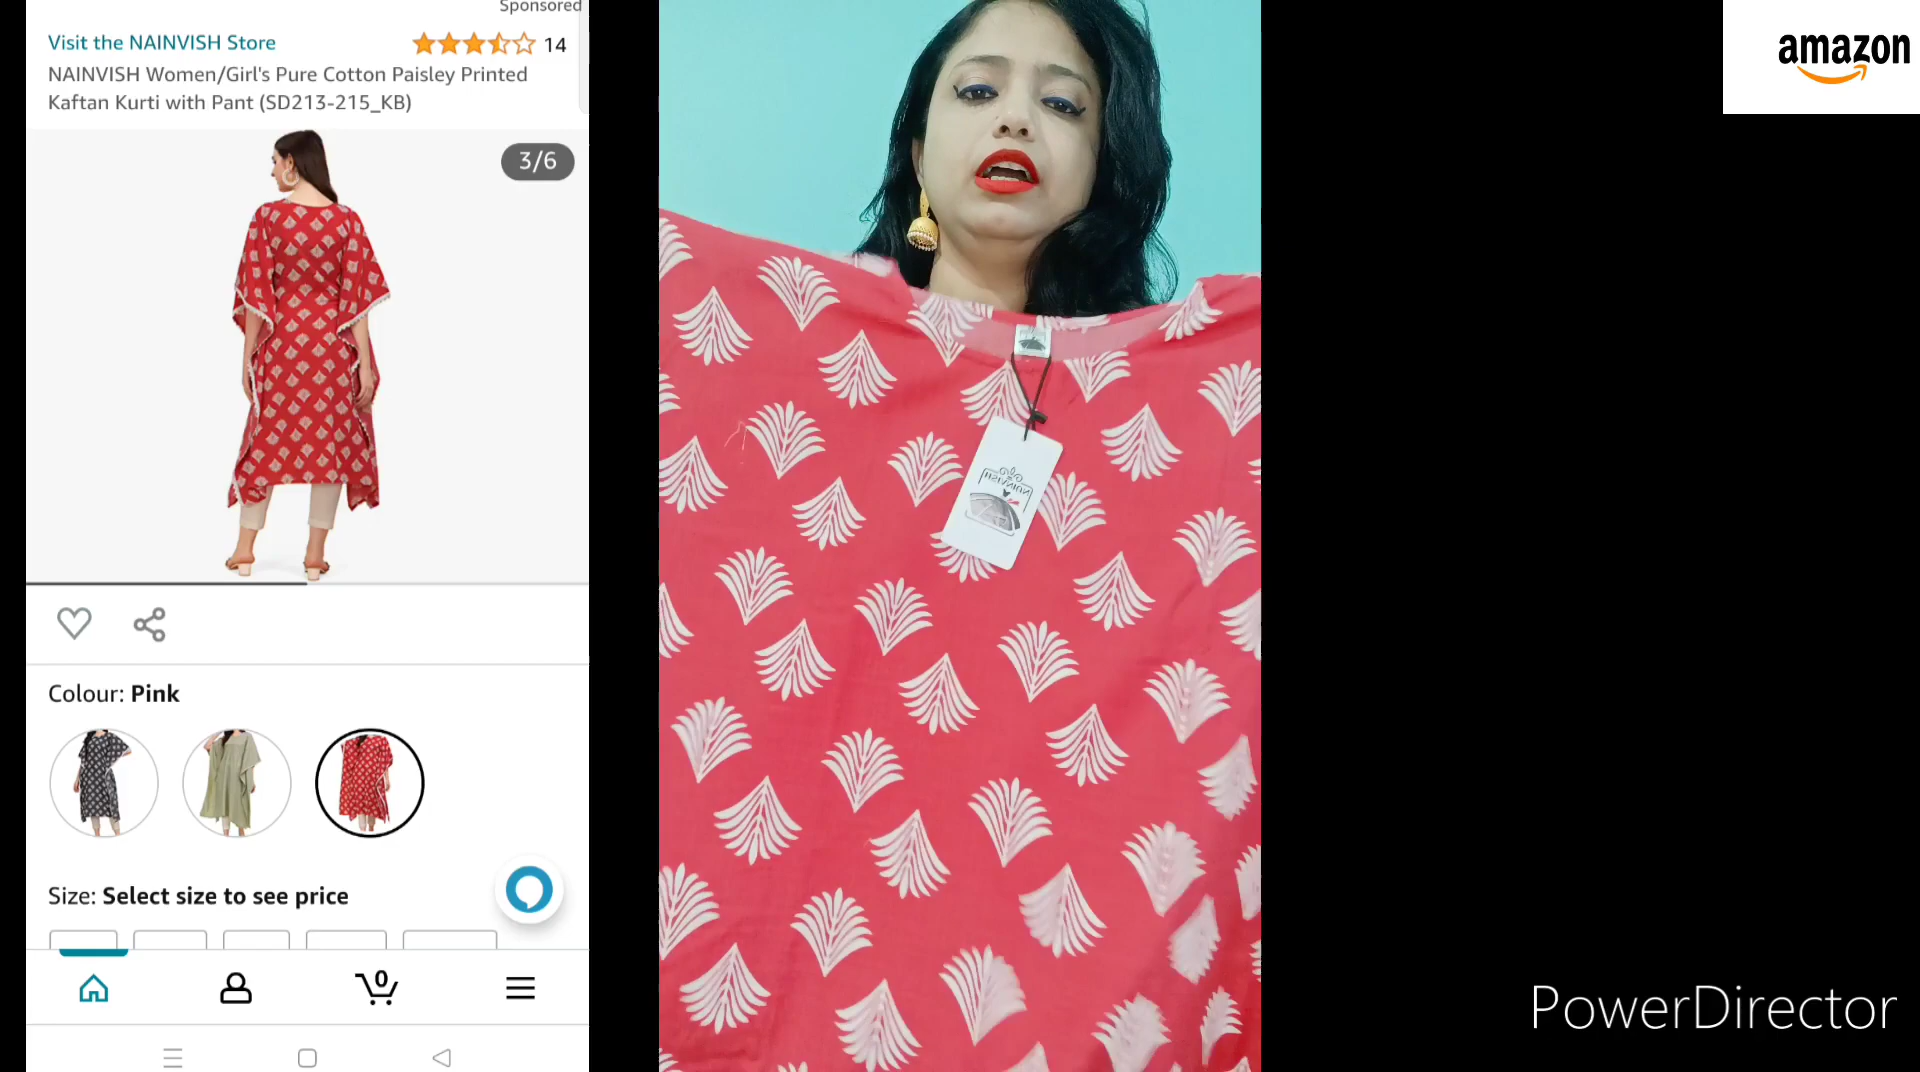 Sponsored
Visit the NAINVISH Store
14
NAINVISH Women/Girl's Pure Cotton Paisley Printed
Kaftan Kurti with Pant (SD213-215_KB)
3/6
Colour: Pink
Size: Select size to see price
0
NUINVISH
amazon
PowerDirector